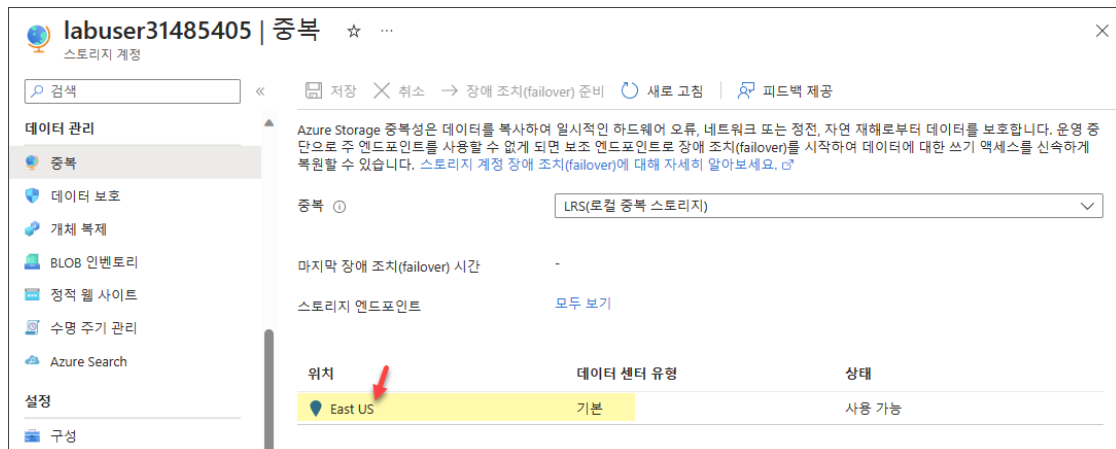 labuser31485405 | 중복 ☆ ···
스토리지 계정
검색
저장 취소 장애 조치(failover) 준비 새로 고침 피드백 제공
데이터 관리
중복
데이터 보호
개체 복제
BLOB 인벤토리
정적 웹 사이트
수명 주기 관리
Azure Search
설정
구성
Azure Storage 중복성은 데이터를 복사하여 일시적인 하드웨어 오류, 네트워크 또는 정전, 자연 재해로부터 데이터를 보호합니다. 운영 중
단으로 주 엔드포인트를 사용할 수 없게 되면 보조 엔드포인트로 장애 조치(failover)를 시작하여 데이터에 대한 쓰기 액세스를 신속하게
복원할 수 있습니다. 스토리지 계정 장애 조치(failover)에 대해 자세히 알아보세요.
중복 LRS(로컬 중복 스토리지)
마지막 장애 조치(failover) 시간 -
스토리지 엔드포인트 모두 보기
위치 데이터 센터 유형 상태
East US 기본 사용 가능